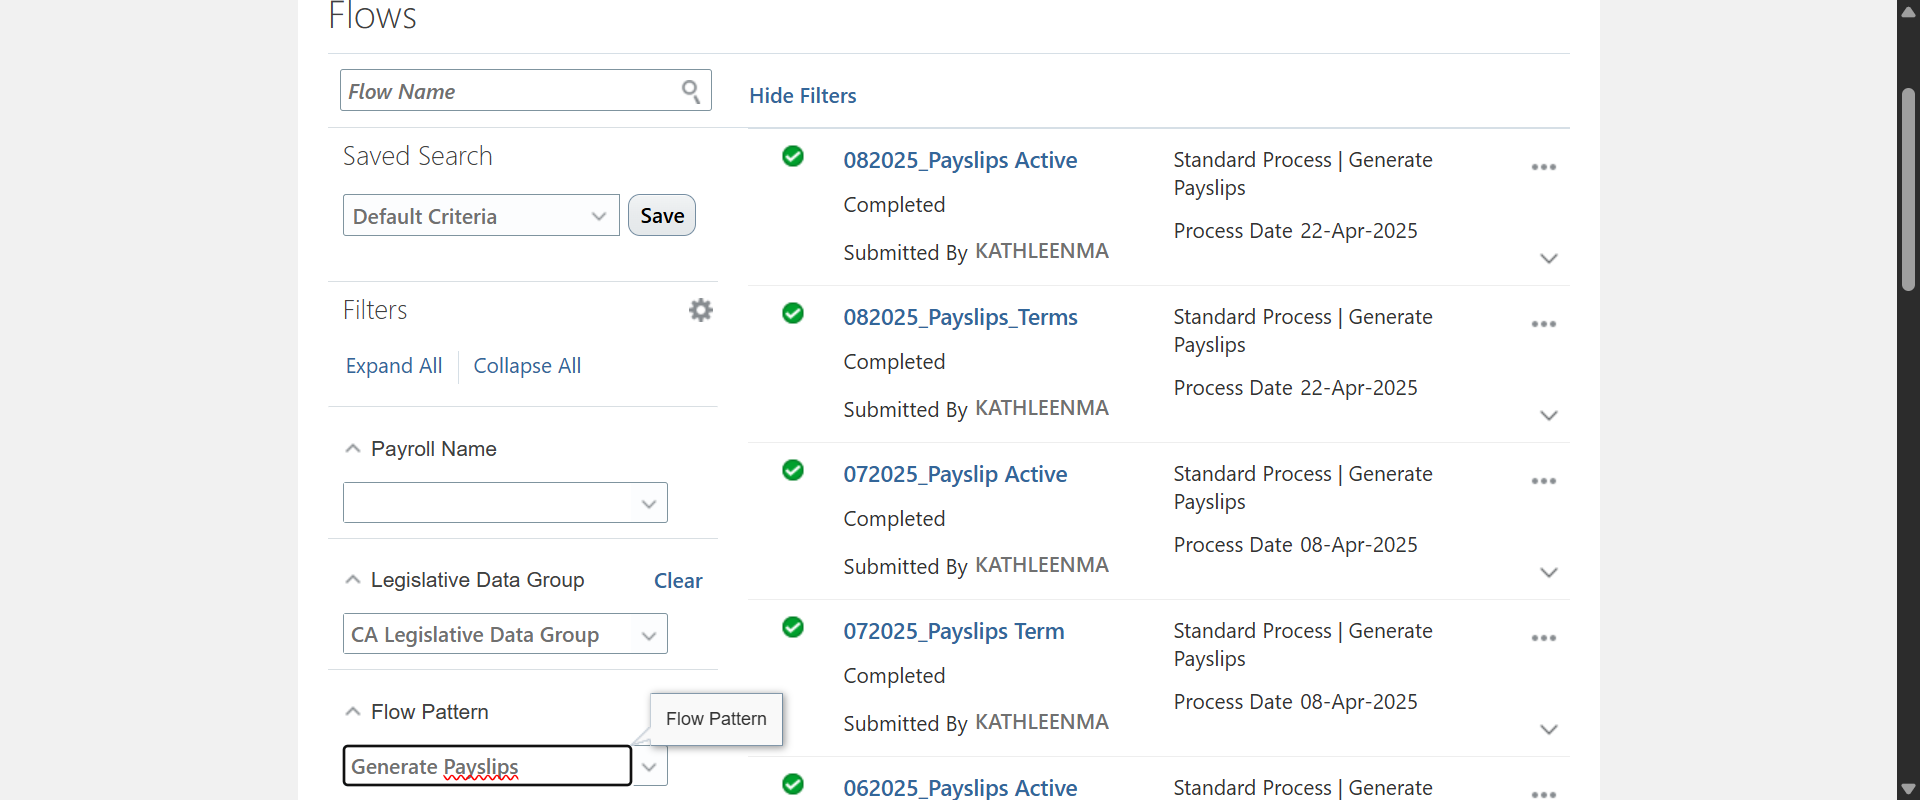 Flows
Flow Name
Hide Filters
Saved Search
Default Criteria
Save
Filters
Expand All
Collapse All
Payroll Name
Legislative Data Group
Clear
CA Legislative Data Group
Flow Pattern
Flow Pattern
Generate Payslips
082025_Payslips Active
Completed
Submitted By KATHLEENMA
Standard Process | Generate
Payslips
Process Date 22-Apr-2025
082025_Payslips_Terms
Completed
Submitted By KATHLEENMA
Standard Process | Generate
Payslips
Process Date 22-Apr-2025
072025_Payslip Active
Completed
Submitted By KATHLEENMA
Standard Process | Generate
Payslips
Process Date 08-Apr-2025
072025_Payslips Term
Completed
Submitted By KATHLEENMA
Standard Process | Generate
Payslips
Process Date 08-Apr-2025
062025_Payslips Active
Standard Process | Generate